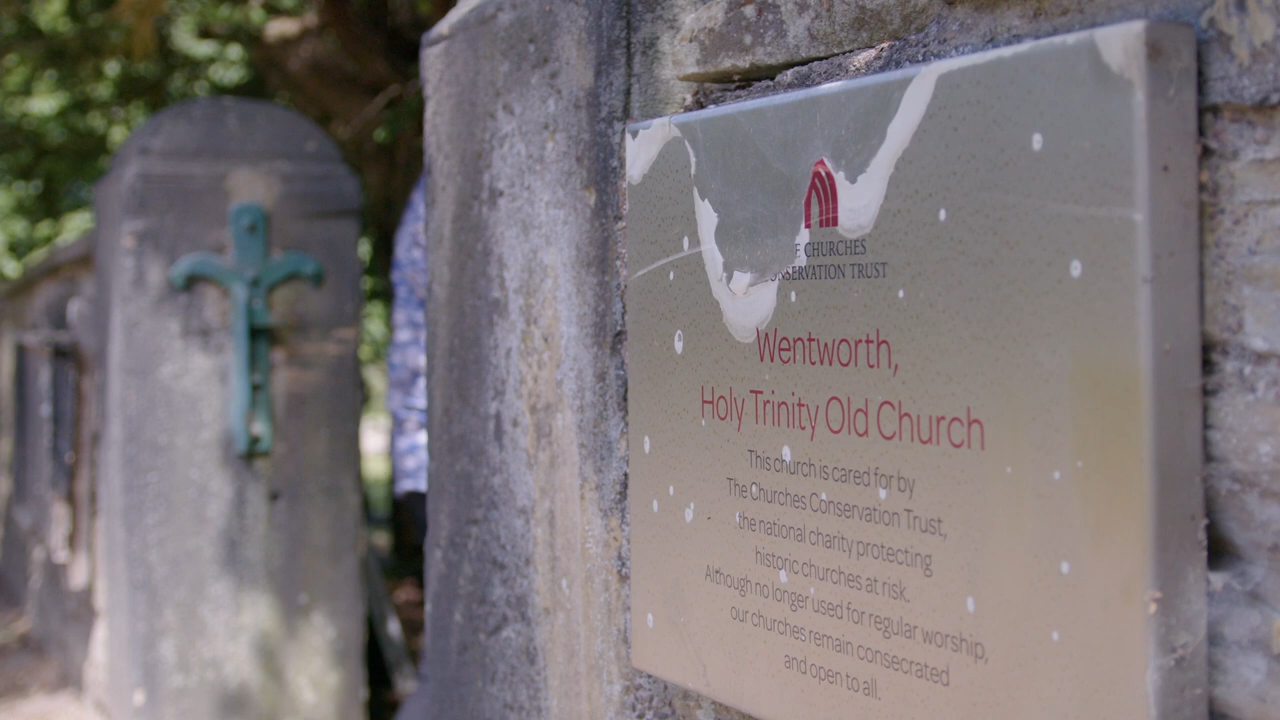 E CHURCHES
NSERVATION TRUST
Wentworth,
Holy Trinity Old Church
This church is cared for by
The Churches Conservation Trust,
the national charity protecting
historic churches at risk.
Although no longer used for regular worship,
our churches remain consecrated
and open to all.